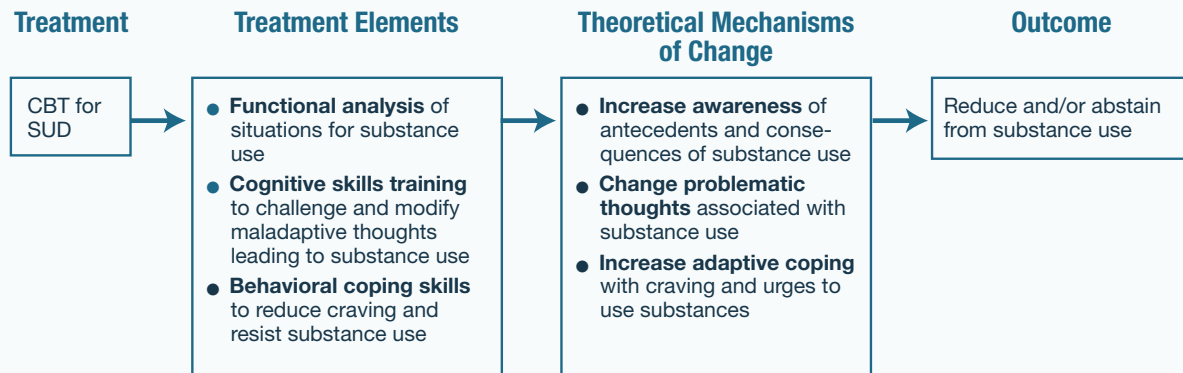 Treatment
Treatment Elements
Theoretical Mechanisms
of Change
Outcome
CBT for
SUD
● Functional analysis of
situations for substance
use
● Cognitive skills training
to challenge and modify
maladaptive thoughts
leading to substance use
● Behavioral coping skills
to reduce craving and
resist substance use
● Increase awareness of
antecedents and conse-
quences of substance use
● Change problematic
thoughts associated with
substance use
● Increase adaptive coping
with craving and urges to
use substances
Reduce and/or abstain
from substance use